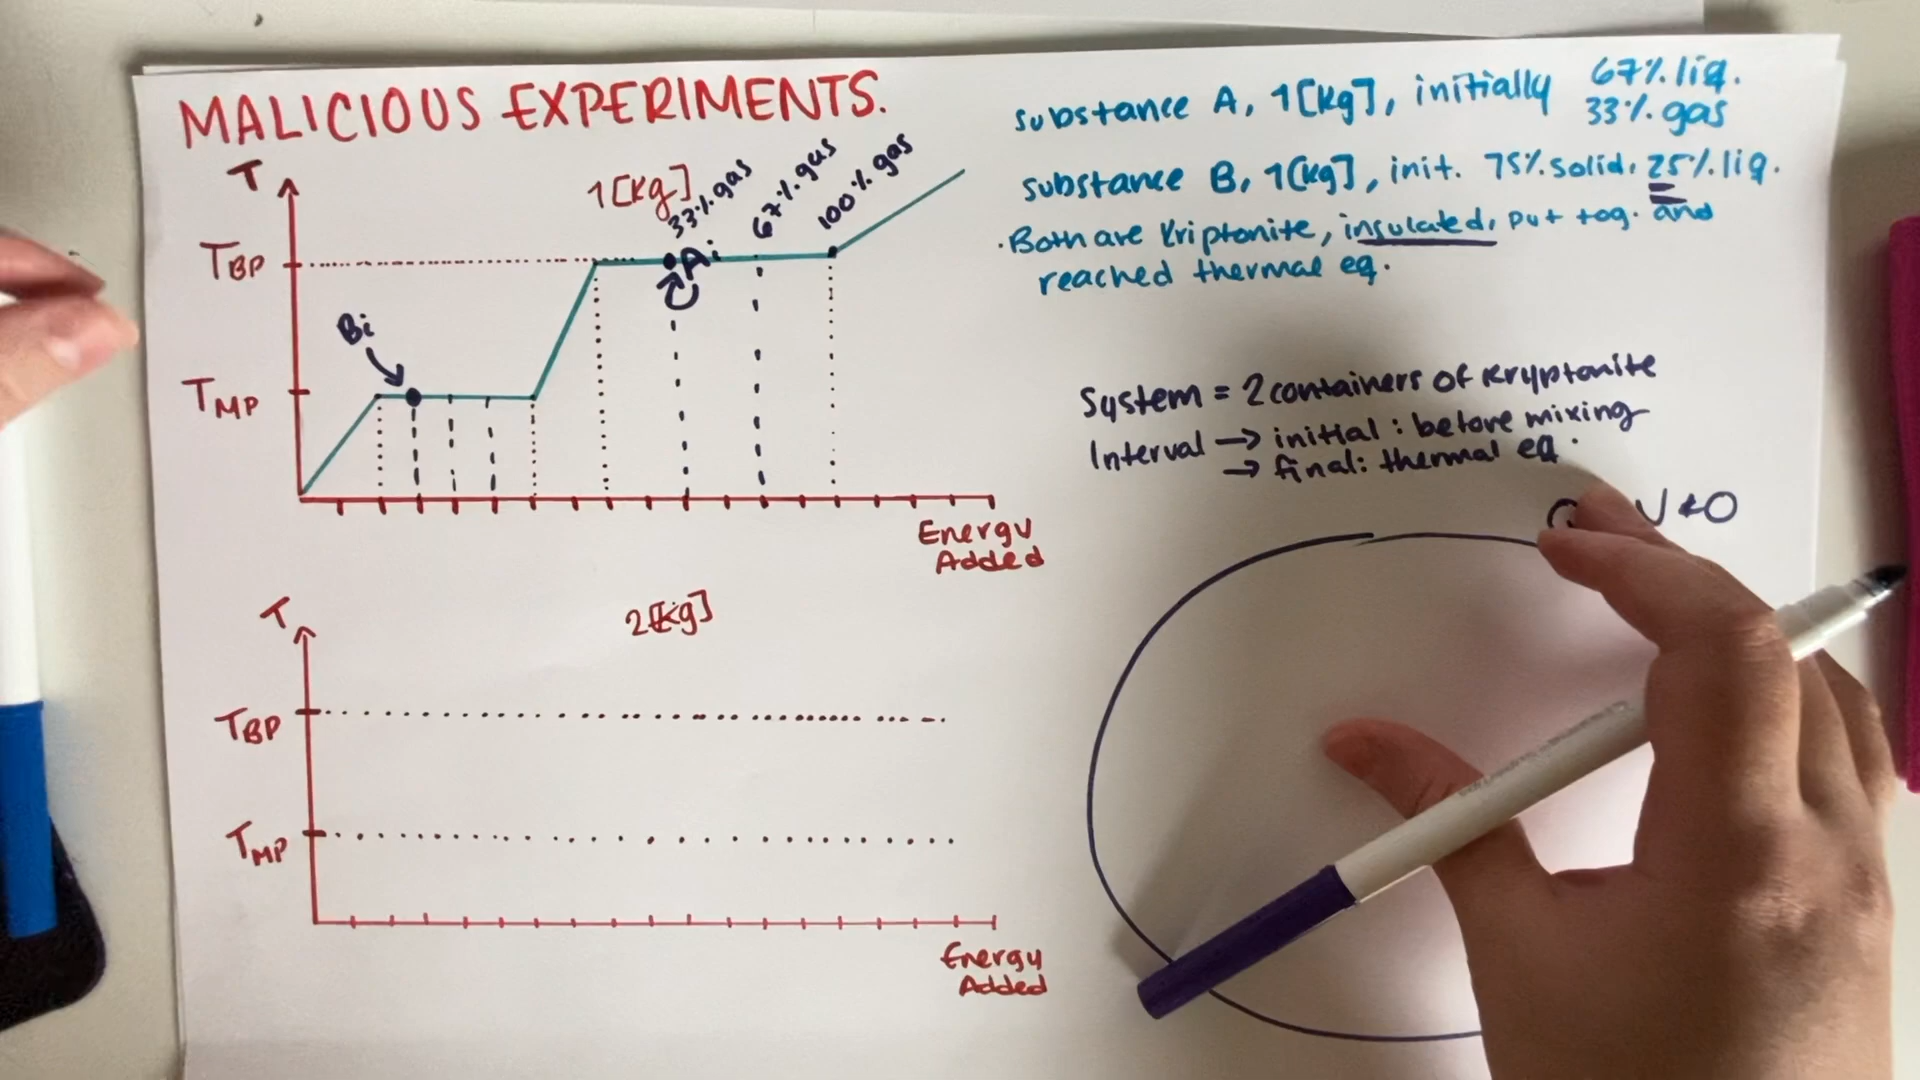 MALICIOUS EXPERIMENTS.
T
1[kg]
33% gas
67% gas
100% gas
TBP
Ai
Bi
TMP
Energy
Added
T
2[kg]
TBP
TMP
Energy
Added
substance A, 1[kg], initially 67% liq.
33% gas
substance B, 1[kg], init. 75% solid, 25% liq.
·Both are Kriptonite, insulated, put tog. and
reached thermal eq.
System = 2 containers of Kryptonite
Interval → initial: before mixing
→ final: thermal eq.